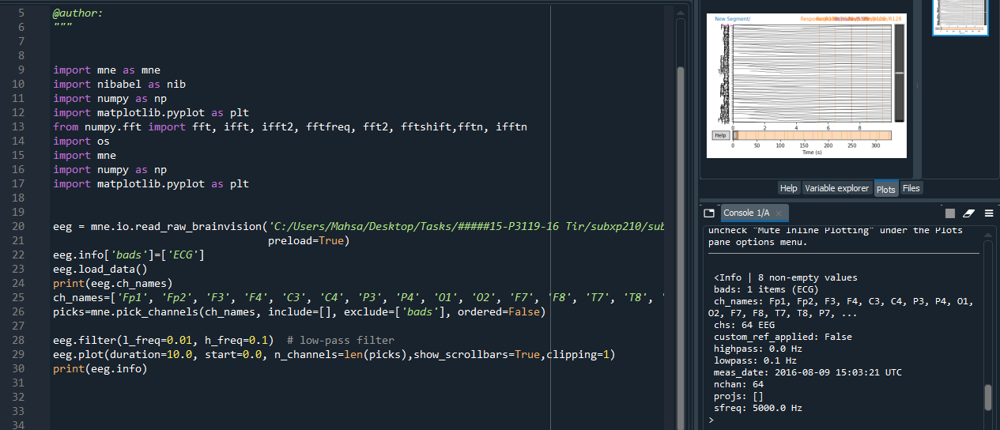 5 @author:
6 """
7
8
9 import mne as mne
10 import nibabel as nib
11 import numpy as np
12 import matplotlib.pyplot as plt
13 from numpy.fft import fft, ifft, ifft2, fftfreq, fft2, fftshift,fftn, ifftn
14 import os
15 import mne
16 import numpy as np
17 import matplotlib.pyplot as plt
18
19
20 eeg = mne.io.read_raw_brainvision('C:/Users/Mahsa/Desktop/Tasks/#####15-P3119-16 Tir/subxp210/sub
21 preload=True)
22 eeg.info['bads']=['ECG']
23 eeg.load_data()
24 print(eeg.ch_names)
25 ch_names=['Fp1', 'Fp2', 'F3', 'F4', 'C3', 'C4', 'P3', 'P4', 'O1', 'O2', 'F7', 'F8', 'T7', 'T8', '
26 picks=mne.pick_channels(ch_names, include=[], exclude=['bads'], ordered=False)
27
28 eeg.filter(l_freq=0.01, h_freq=0.1) # low-pass filter
29 eeg.plot(duration=10.0, start=0.0, n_channels=len(picks),show_scrollbars=True,clipping=1)
30 print(eeg.info)
31
32
33
34
New Segment/
0 2 4 6 8
Help
0 50 100 150 200 250 300
Time (s)
Help Variable explorer Plots Files
Console 1/A
uncheck "Mute Inline Plotting" under the Plots
pane options menu.
<Info | 8 non-empty values
bads: 1 items (ECG)
ch_names: Fp1, Fp2, F3, F4, C3, C4, P3, P4, O1,
O2, F7, F8, T7, T8, P7, ...
chs: 64 EEG
custom_ref_applied: False
highpass: 0.0 Hz
lowpass: 0.1 Hz
meas_date: 2016-08-09 15:03:21 UTC
nchan: 64
projs: []
sfreq: 5000.0 Hz
>